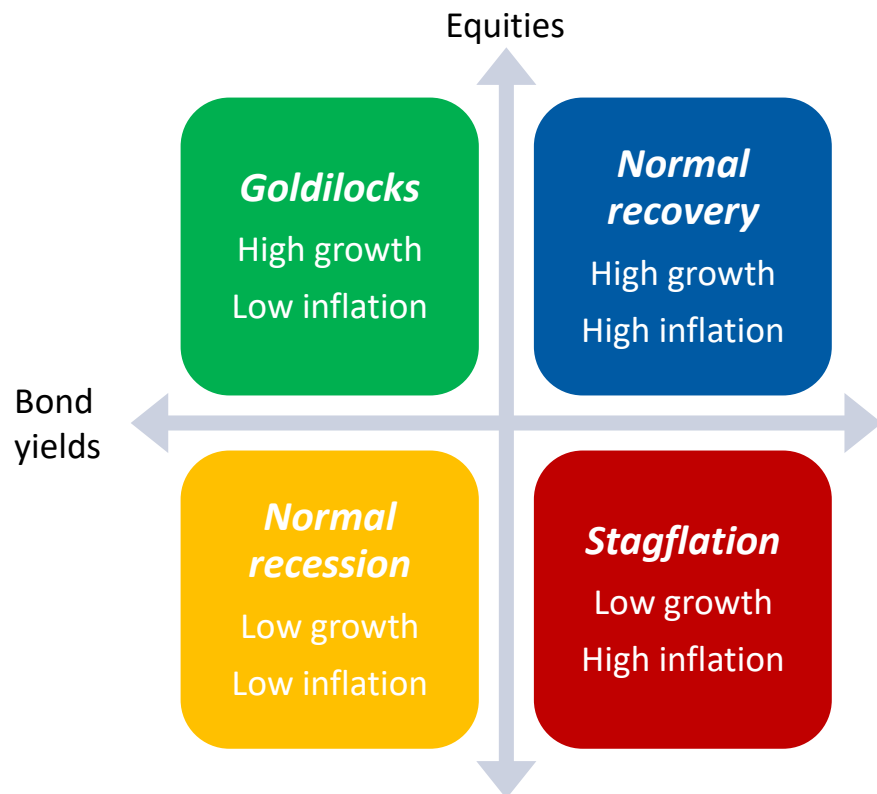 Equities
Goldilocks
High growth
Low inflation
Normal
recovery
High growth
High inflation
Bond
yields
Normal
recession
Low growth
Low inflation
Stagflation
Low growth
High inflation